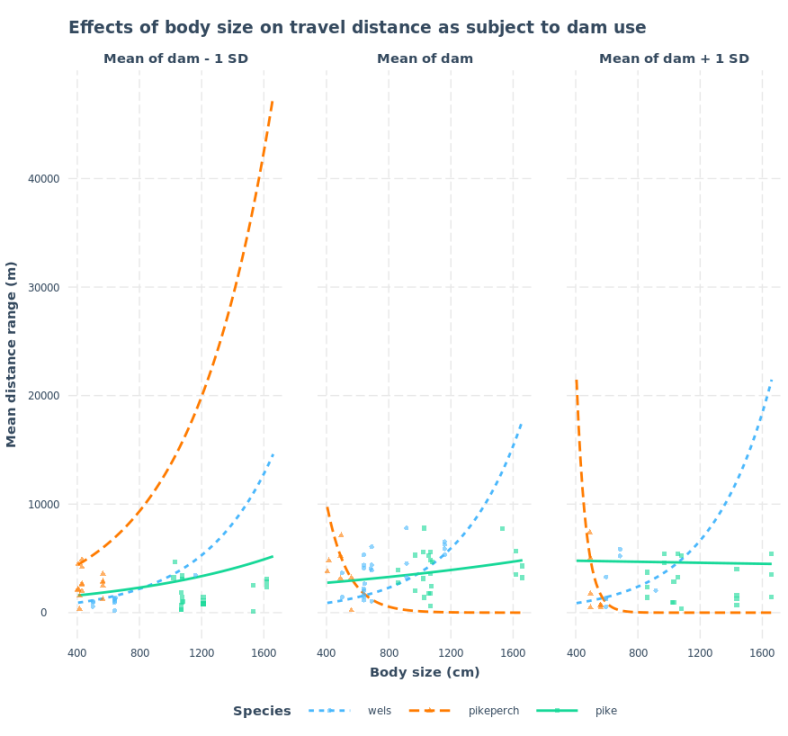 Effects of body size on travel distance as subject to dam use
Mean of dam - 1 SD
Mean of dam
Mean of dam + 1 SD
Mean distance range (m)
40000
30000
20000
10000
0
400 800 1200 1600
400 800 1200 1600
400 800 1200 1600
Body size (cm)
Species wels pikeperch pike